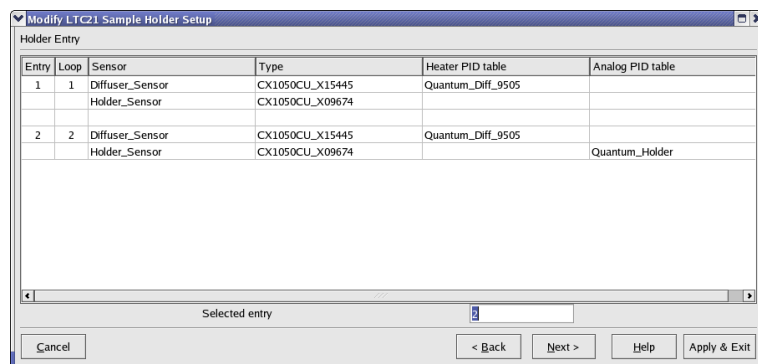 Modify LTC21 Sample Holder Setup
Holder Entry
Entry Loop Sensor Type Heater PID table Analog PID table
1 1 Diffuser_Sensor CX1050CU_X15445 Quantum_Diff_9505
Holder_Sensor CX1050CU_X09674
2 2 Diffuser_Sensor CX1050CU_X15445 Quantum_Diff_9505
Holder_Sensor CX1050CU_X09674 Quantum_Holder
Selected entry 2
Cancel < Back Next > Help Apply & Exit